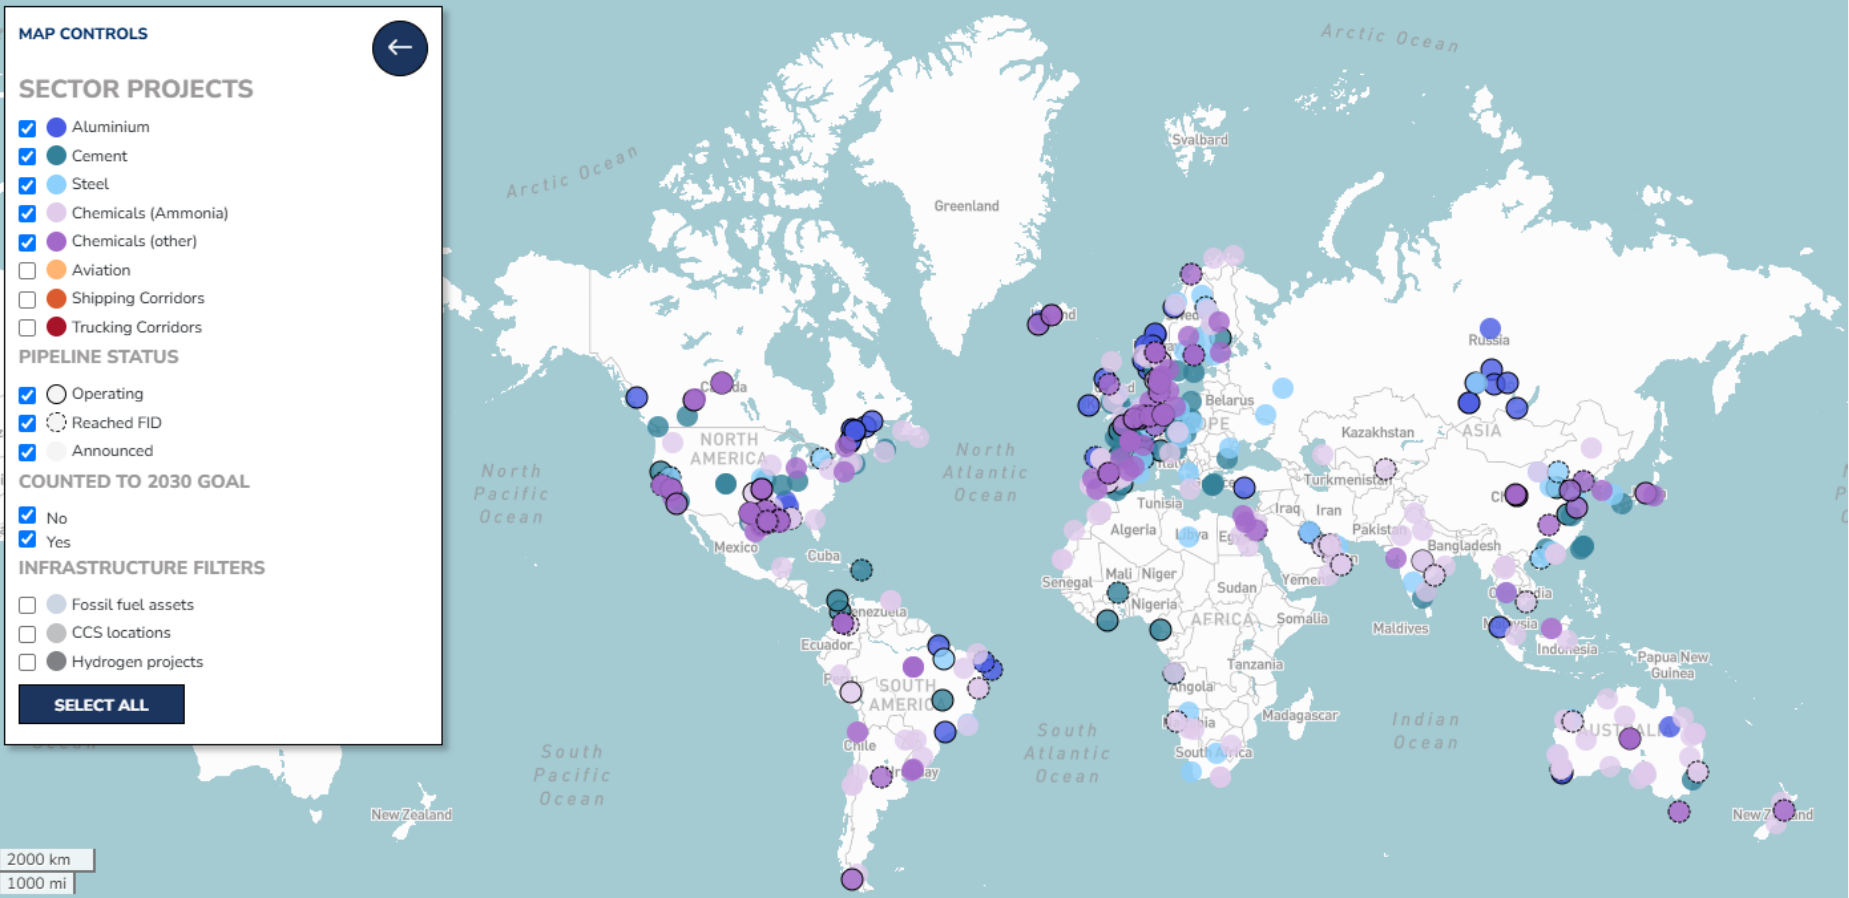 MAP CONTROLS
SECTOR PROJECTS
Aluminium
Cement
Steel
Chemicals (Ammonia)
Chemicals (other)
Aviation
Shipping Corridors
Trucking Corridors
PIPELINE STATUS
Operating
Reached FID
Announced
COUNTED TO 2030 GOAL
No
Yes
INFRASTRUCTURE FILTERS
Fossil fuel assets
CCS locations
Hydrogen projects
SELECT ALL
2000 km
1000 mi
Arctic Ocean
Arctic Ocean
Svalbard
Greenland
Russia
Belarus
Kazakhstan
ASIA
NORTH
AMERICA
North
Atlantic
Ocean
North
Pacific
Ocean
Turkmenistan
Tunisia
Iraq
Iran
Algeria
Pakistan
Mexico
Cuba
Bangladesh
Mali
Niger
Senegal
Sudan
Yemen
Nigeria
AFRICA
Somalia
Maldives
Ecuador
Indonesia
Papua New
Guinea
Tanzania
Angola
SOUTH
Madagascar
Indian
Ocean
South
Atlantic
Ocean
Chile
South
Pacific
Ocean
New Zealand
Ocean